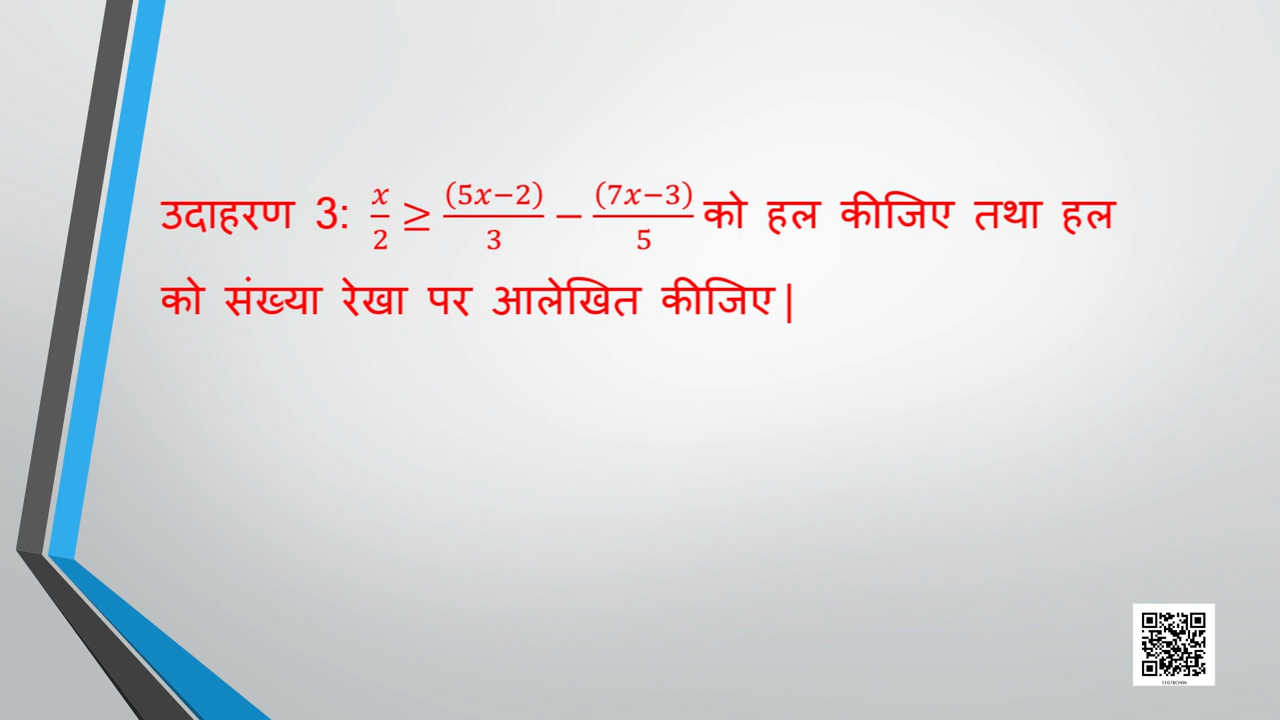 उदाहरण 3: x/2 ≥ (5x−2)/3 − (7x−3)/5 को हल कीजिए तथा हल
को संख्या रेखा पर आलेखित कीजिए|